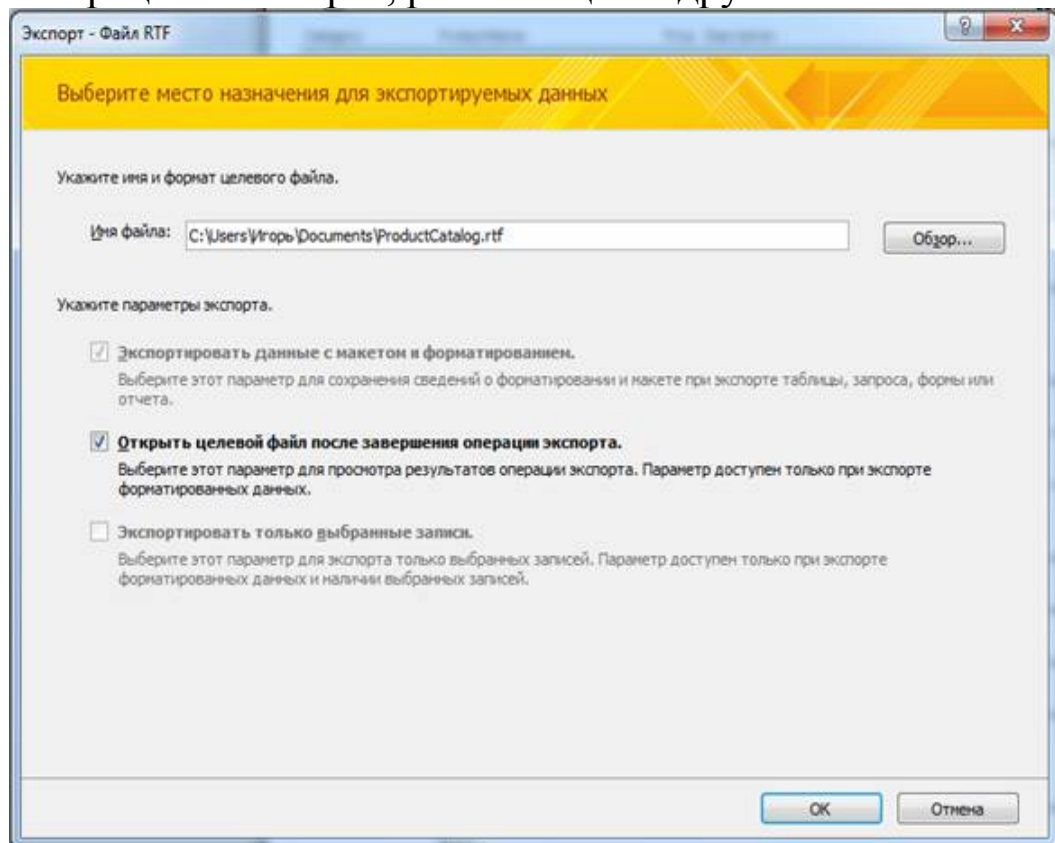 Экспорт - Файл RTF
Выберите место назначения для экспортируемых данных
Укажите имя и формат целевого файла.
Имя файла: C:\Users\Игорь\Documents\ProductCatalog.rtf Обзор...
Укажите параметры экспорта.
Экспортировать данные с макетом и форматированием.
Выберите этот параметр для сохранения сведений о форматировании и макете при экспорте таблицы, запроса, формы или
отчета.
Открыть целевой файл после завершения операции экспорта.
Выберите этот параметр для просмотра результатов операции экспорта. Параметр доступен только при экспорте
форматированных данных.
Экспортировать только выбранные записи.
Выберите этот параметр для экспорта только выбранных записей. Параметр доступен только при экспорте
форматированных данных и наличии выбранных записей.
OK Отмена